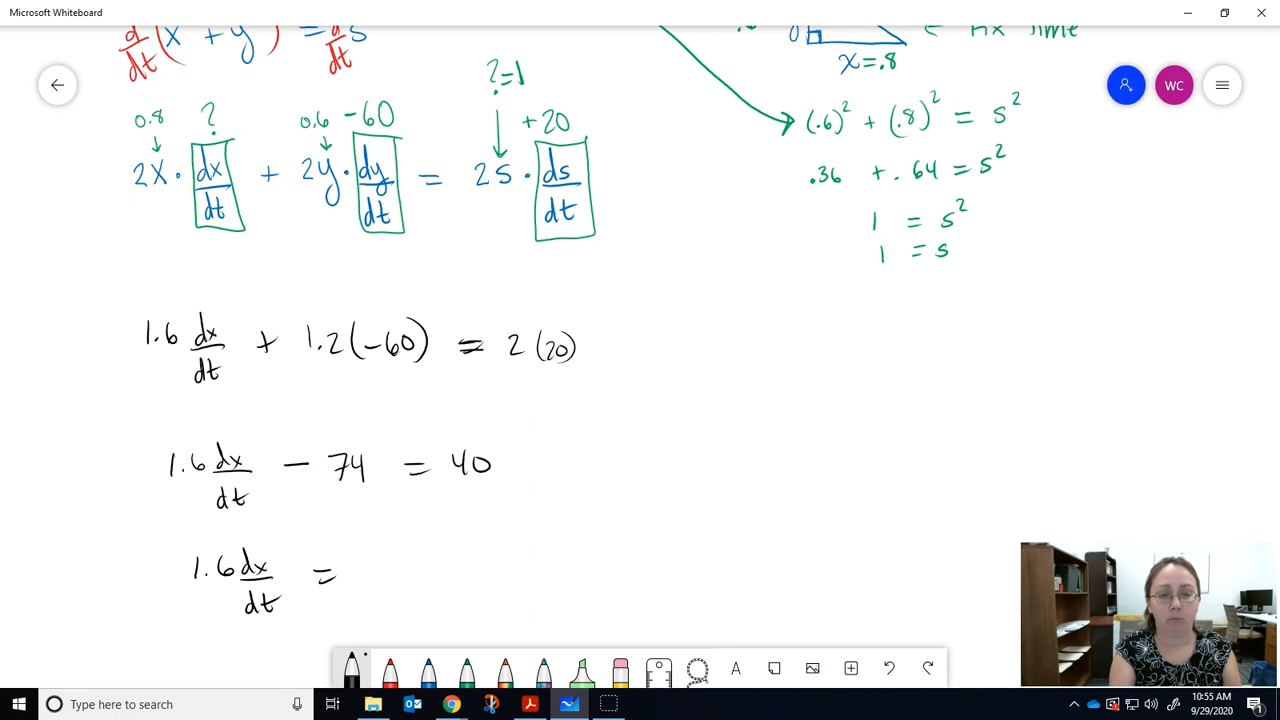 Microsoft Whiteboard
d/dt (x + y ) = d/dt s
0
x = .8
WC
0.8 ? 0.6 -60 ?=1 +20
2x · dx/dt + 2y · dy/dt = 2s · ds/dt
(.6)² + (.8)² = s²
.36 + .64 = s²
1 = s²
1 = s
1.6 dx/dt + 1.2(-60) = 2(20)
1.6 dx/dt - 74 = 40
1.6 dx/dt =
A
Type here to search
10:55 AM
9/29/2020
1